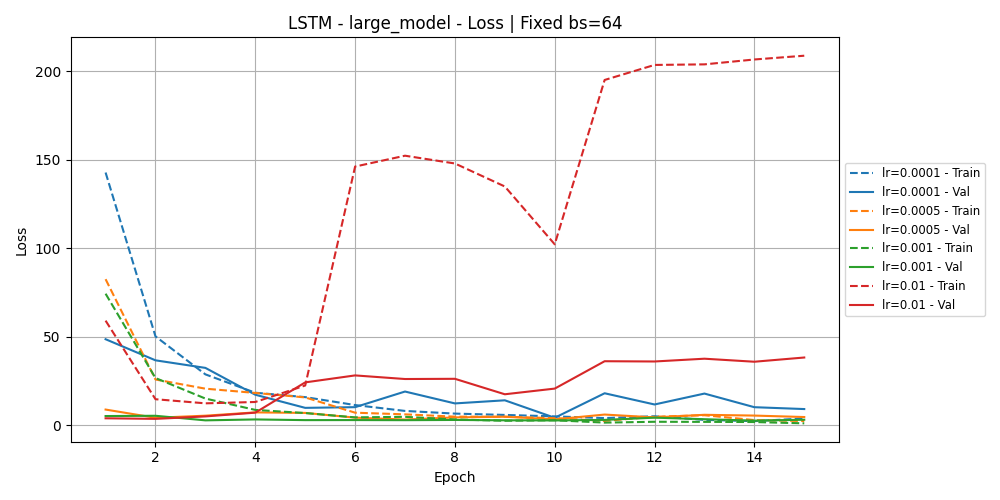 LSTM - large_model - Loss | Fixed bs=64
Loss
200
150
100
50
0
2 4 6 8 10 12 14
Epoch
lr=0.0001 - Train
lr=0.0001 - Val
lr=0.0005 - Train
lr=0.0005 - Val
lr=0.001 - Train
lr=0.001 - Val
lr=0.01 - Train
lr=0.01 - Val